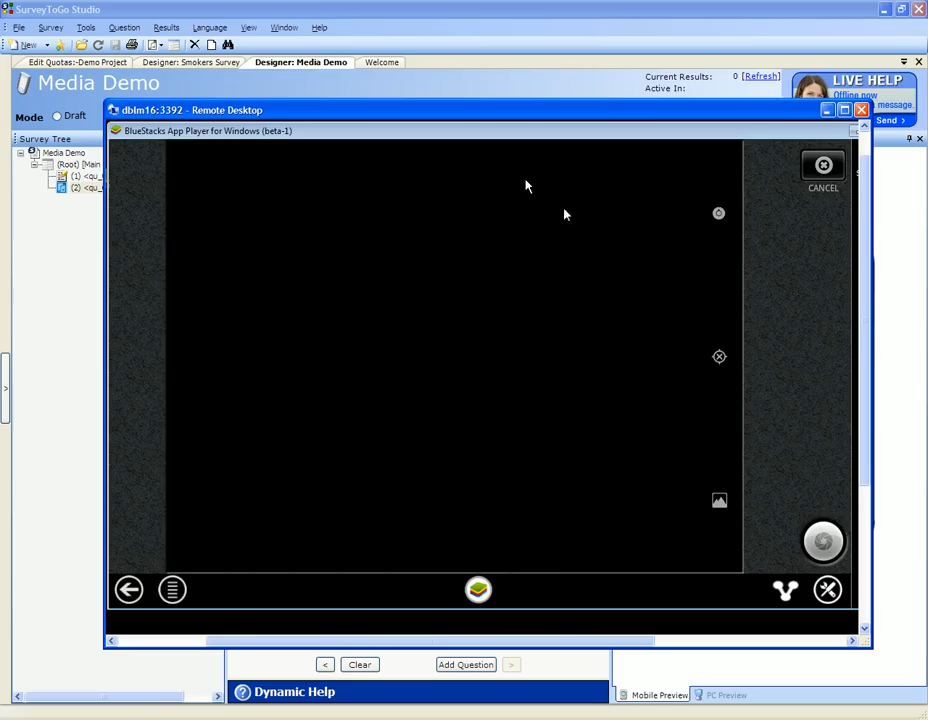 SurveyToGo Studio
File Survey Tools Question Results Language View Window Help
New
Edit Quotas:-Demo Project Designer: Smokers Survey Designer: Media Demo Welcome
Media Demo
Current Results: 0 [Refresh]
Active In:
LIVE HELP
Offline now
message.
Send >
Mode Draft
dblm16:3392 - Remote Desktop
Survey Tree
BlueStacks App Player for Windows (beta-1)
Media Demo
(Root) [Main
(1) <qu_
(2) <qu_
CANCEL
>
< Clear Add Question >
Dynamic Help
Mobile Preview PC Preview